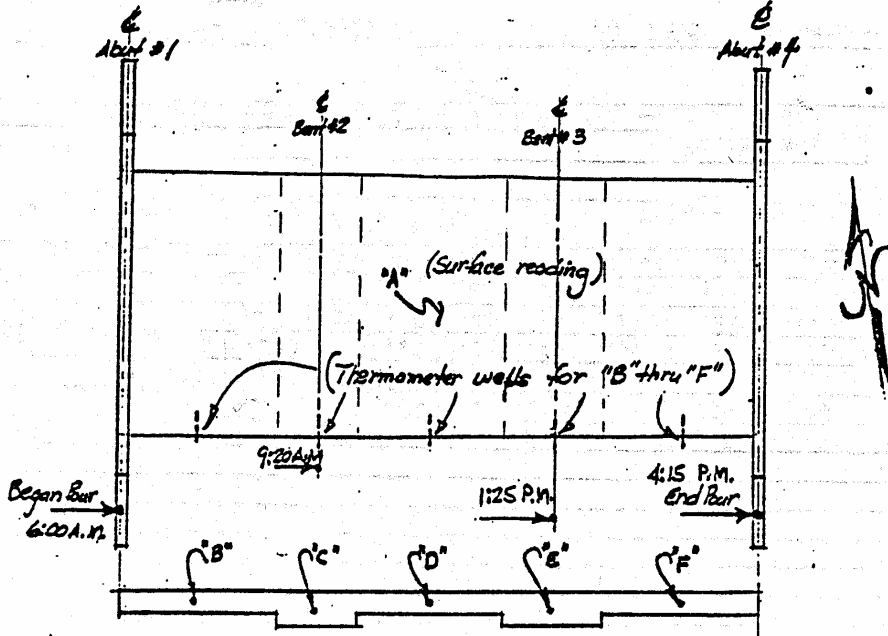 ℄
Abut #1
℄
Abut #4
℄
Bent #2
℄
Bent #3
"A" (Surface reading)
(Thermometer wells for "B" thru "F")
9:20 A.M
Began Pour
6:00 A.M.
1:25 P.M.
4:15 P.M.
End Pour
"B"
"C"
"D"
"E"
"F"